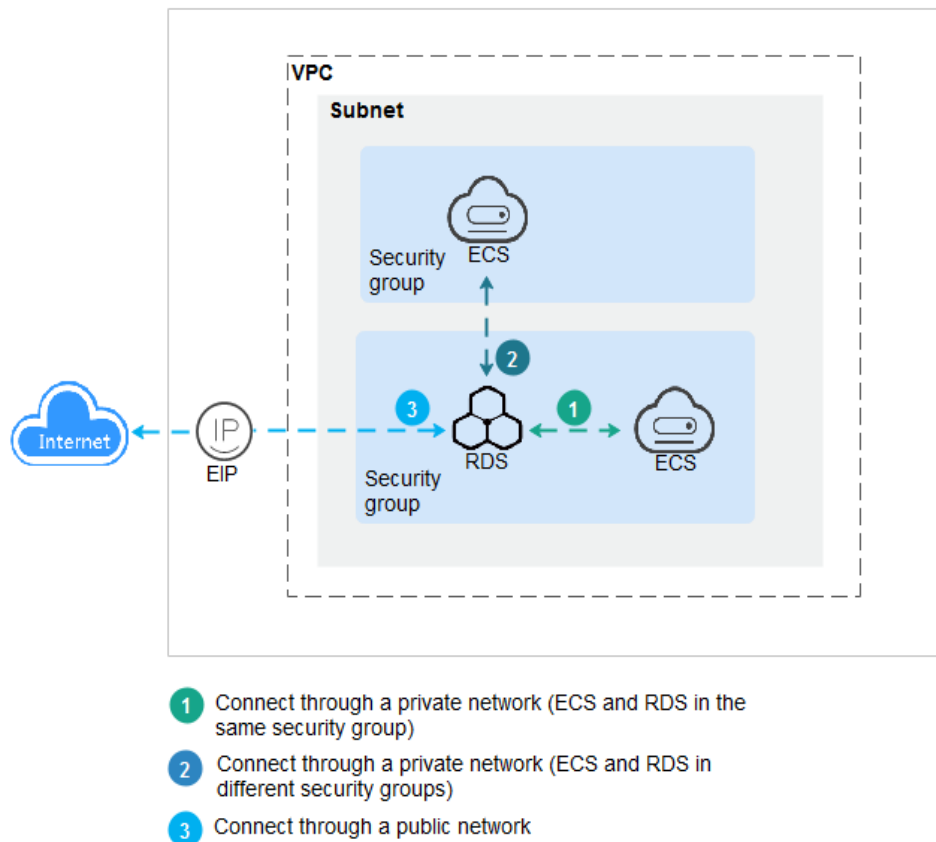 VPC
Subnet
ECS
Security
group
2
3
1
Internet
IP
EIP
RDS
ECS
Security
group
1 Connect through a private network (ECS and RDS in the
same security group)
2 Connect through a private network (ECS and RDS in
different security groups)
3 Connect through a public network